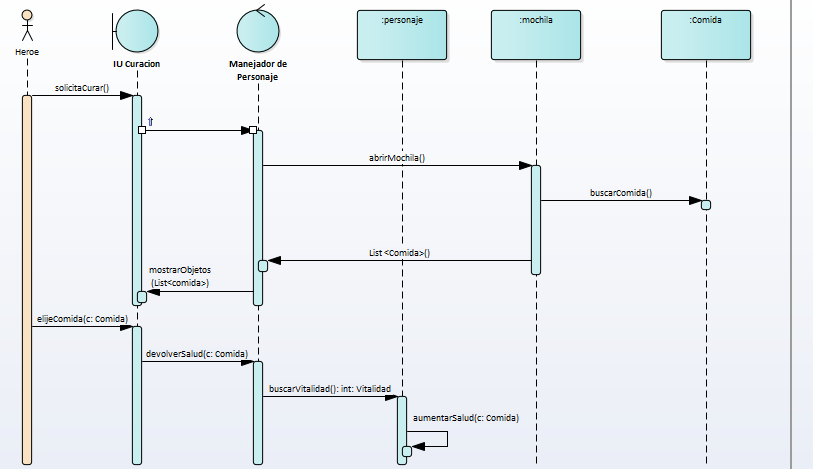 :personaje
:mochila
:Comida
Heroe
IU Curacion
Manejador de
Personaje
solicitaCurar()
abrirMochila()
buscarComida()
List <Comida>()
mostrarObjetos
(List<comida>)
elijeComida(c: Comida)
devolverSalud(c: Comida)
buscarVitalidad(): int: Vitalidad
aumentarSalud(c: Comida)